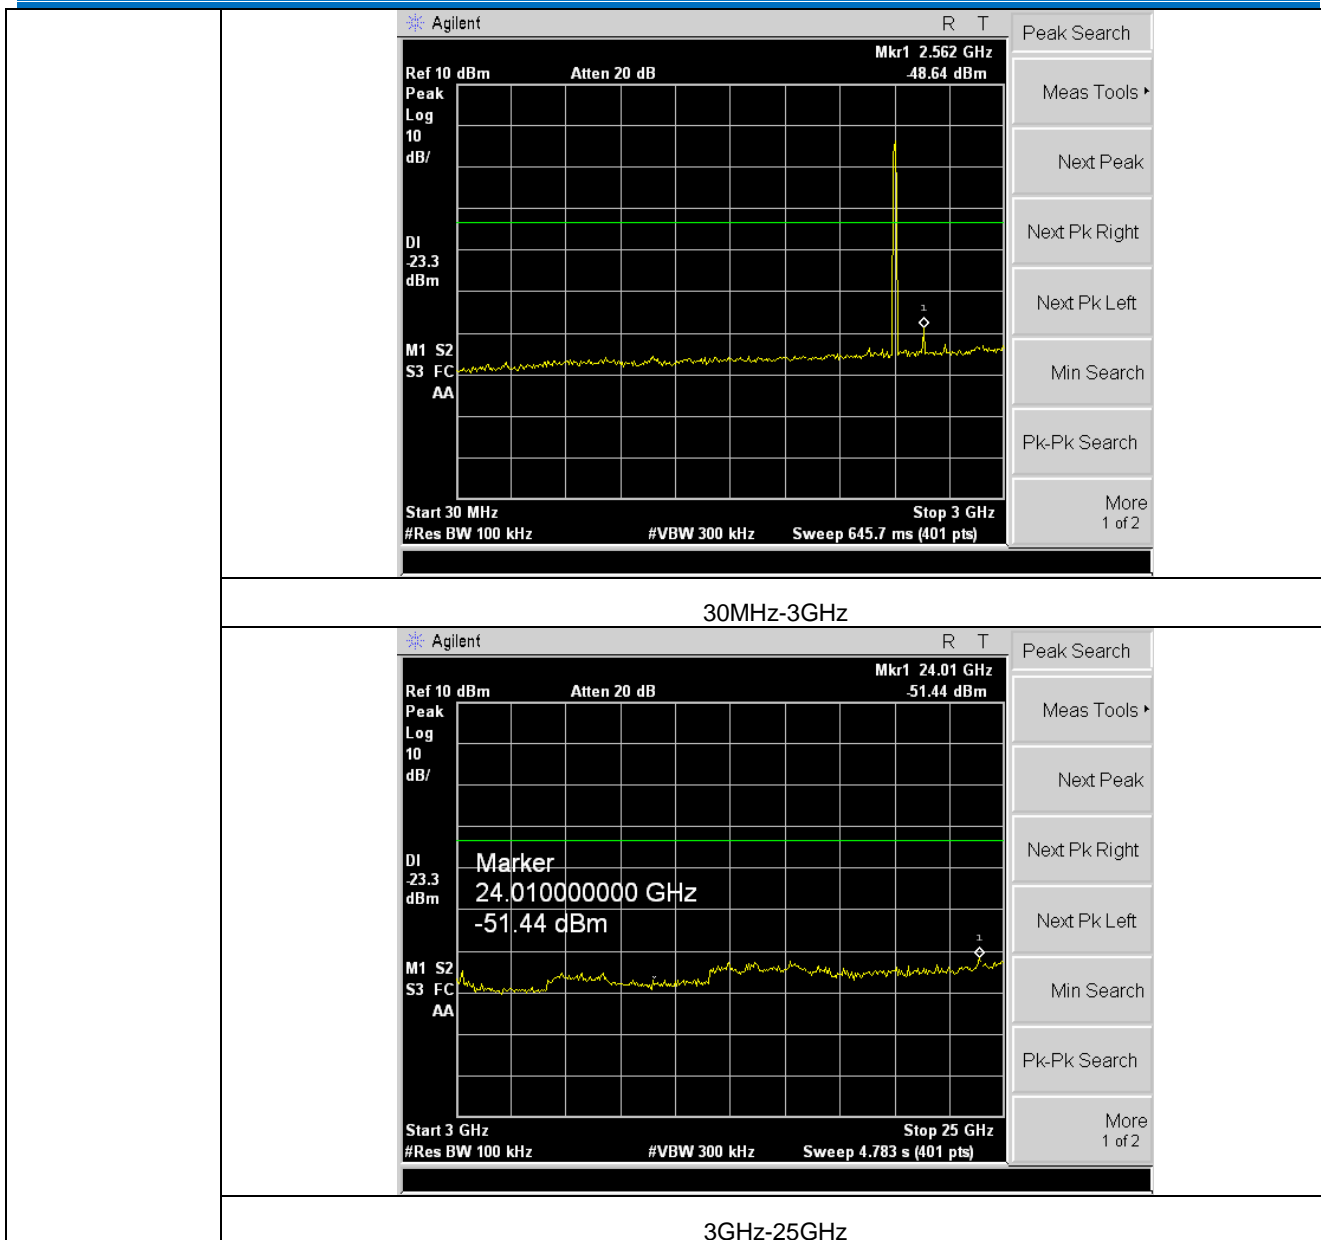 Agilent R T
Peak Search
Mkr1 2.562 GHz
Ref 10 dBm Atten 20 dB -48.64 dBm
Peak
Log
10
dB/
DI
-23.3
dBm
1
M1 S2
S3 FC
AA
Start 30 MHz Stop 3 GHz
#Res BW 100 kHz #VBW 300 kHz Sweep 645.7 ms (401 pts)
Meas Tools
Next Peak
Next Pk Right
Next Pk Left
Min Search
Pk-Pk Search
More
1 of 2
30MHz-3GHz
Agilent R T
Peak Search
Mkr1 24.01 GHz
Ref 10 dBm Atten 20 dB -51.44 dBm
Peak
Log
10
dB/
DI
-23.3
dBm
Marker
24.010000000 GHz
-51.44 dBm
1
M1 S2
S3 FC
AA
Start 3 GHz Stop 25 GHz
#Res BW 100 kHz #VBW 300 kHz Sweep 4.783 s (401 pts)
Meas Tools
Next Peak
Next Pk Right
Next Pk Left
Min Search
Pk-Pk Search
More
1 of 2
3GHz-25GHz